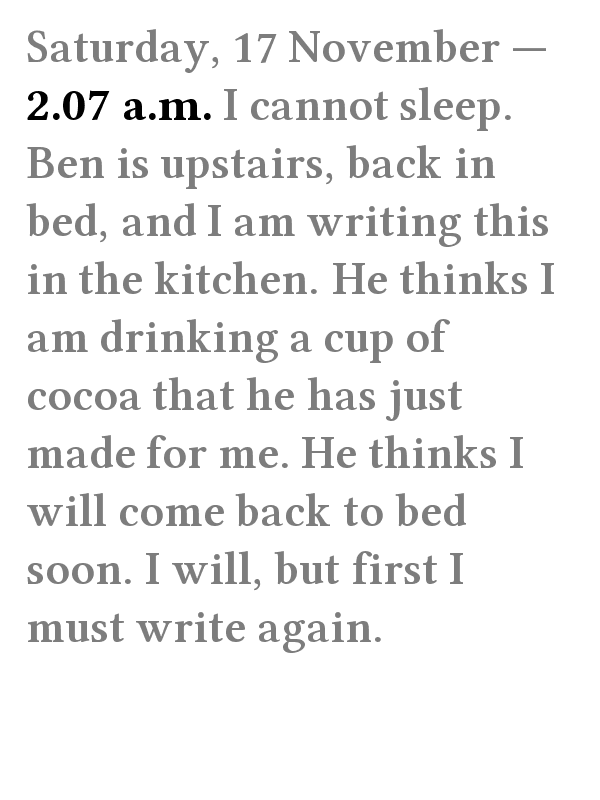 Saturday, 17 November —
2.07 a.m. I cannot sleep.
Ben is upstairs, back in
bed, and I am writing this
in the kitchen. He thinks I
am drinking a cup of
cocoa that he has just
made for me. He thinks I
will come back to bed
soon. I will, but first I
must write again.